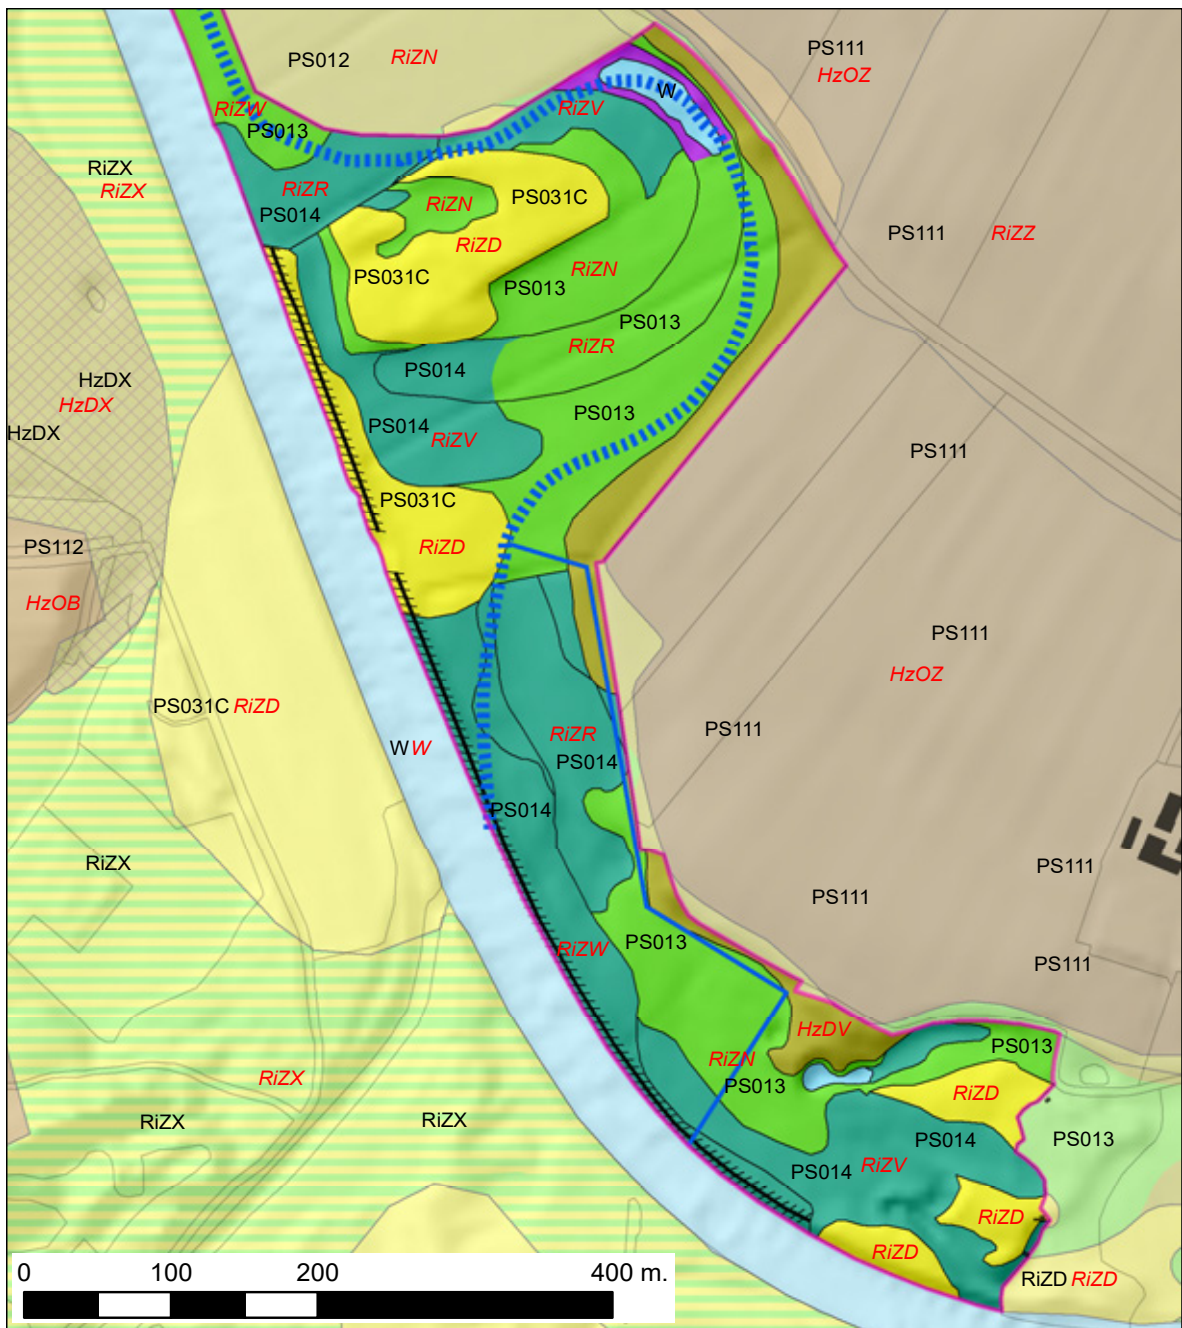 PS111
PS012 RiZN
HzOZ
W
RiZW
RiZV
PS013
RiZX
RiZX
RiZR
PS031C
RiZN
PS014
PS111 RiZZ
RiZD
RiZN
PS031C
PS013
PS013
RiZR
PS014
HzDX
HzDX
PS013
PS014
HzDX
RiZV
PS111
PS031C
PS112
RiZD
HzOB
PS111
HzOZ
PS031C RiZD
PS111
RiZR
W W
PS014
PS014
RiZX
PS111
PS111
PS013
RiZW
PS111
HzDV
PS013
RiZN
RiZX
PS013
RiZD
RiZX
RiZX
PS014
PS013
PS014 RiZV
RiZD
RiZD
RiZD RiZD
0 100 200 400 m.